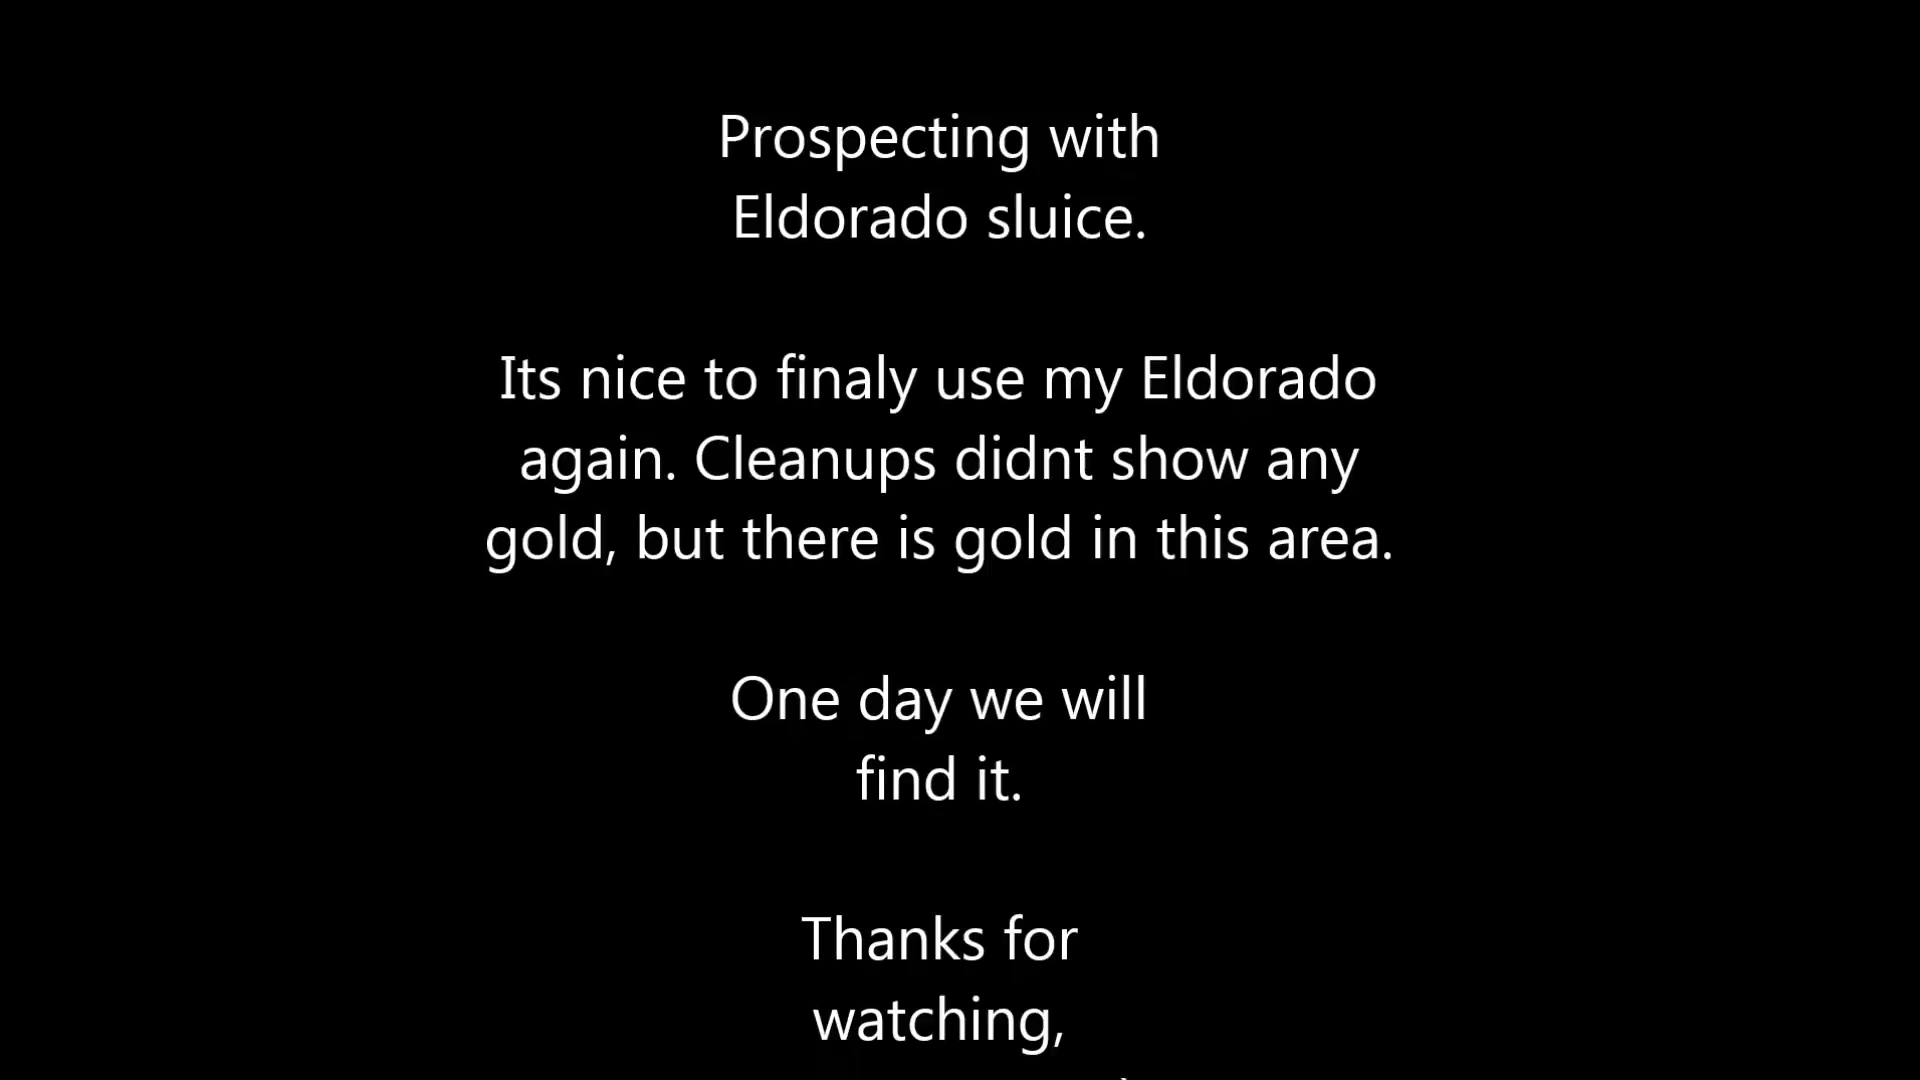 Prospecting with
Eldorado sluice.
Its nice to finaly use my Eldorado
again. Cleanups didnt show any
gold, but there is gold in this area.
One day we will
find it.
Thanks for
watching,